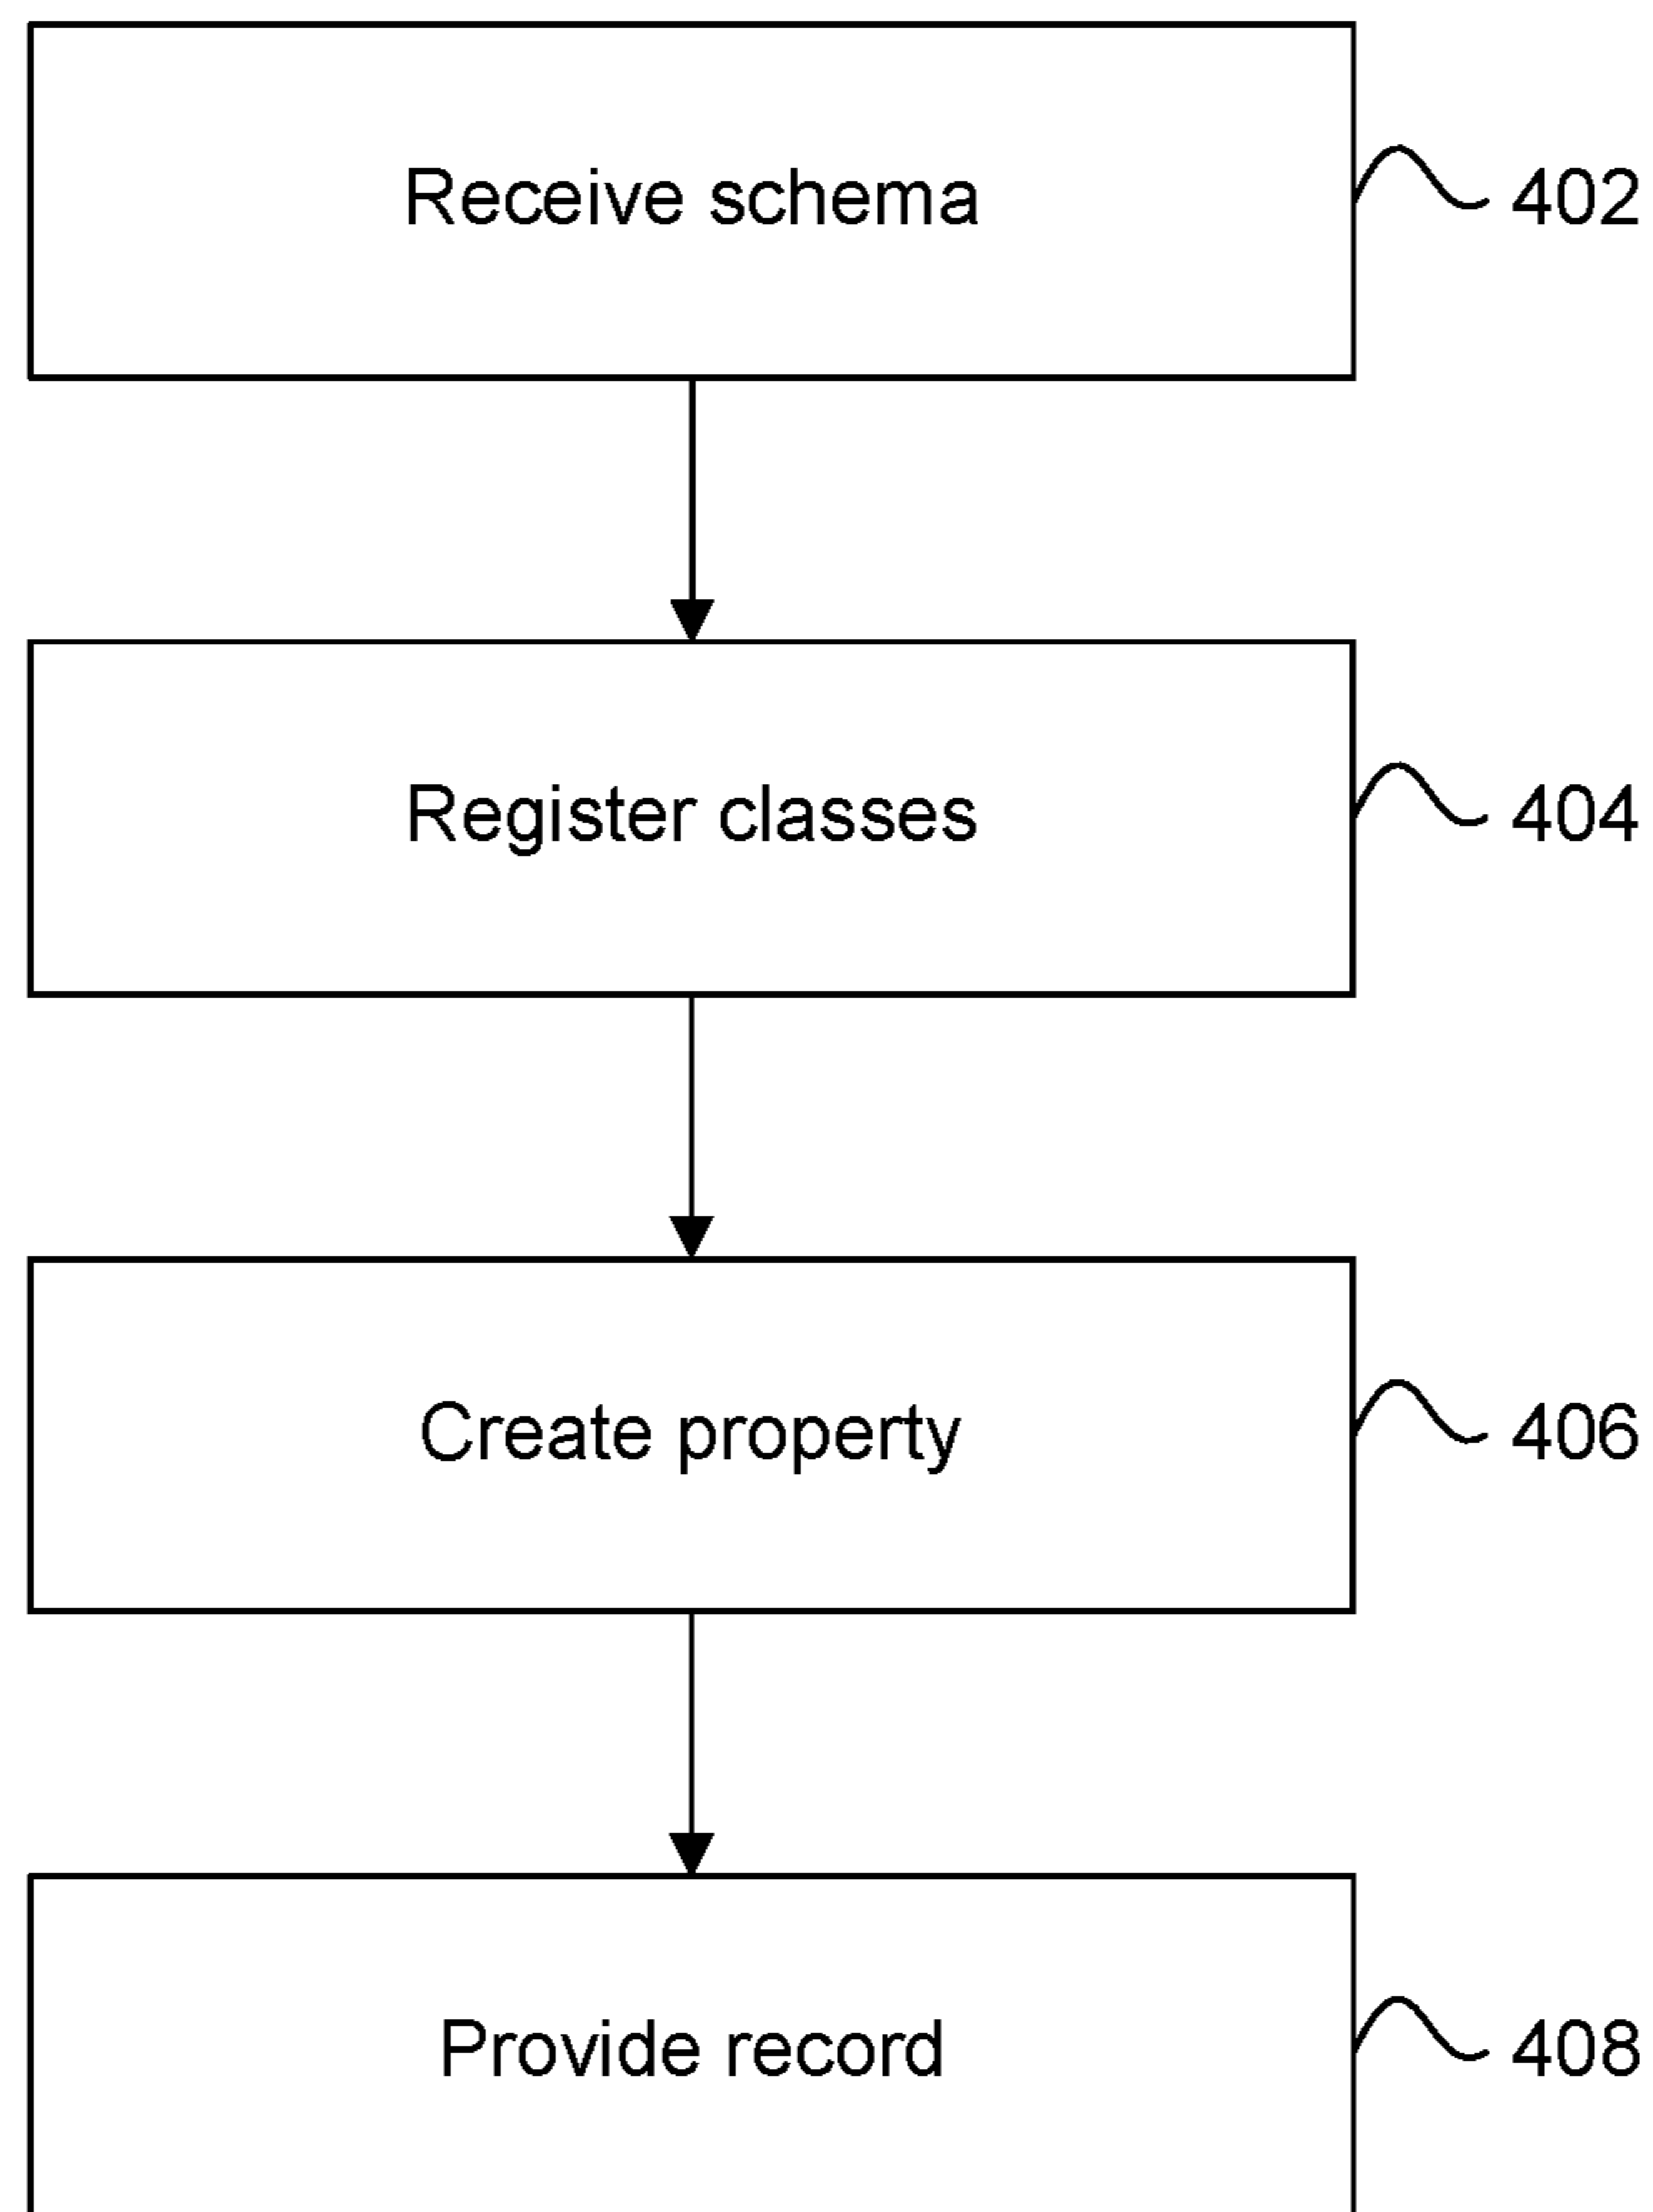 Receive schema 402
Register classes 404
Create property 406
Provide record 408